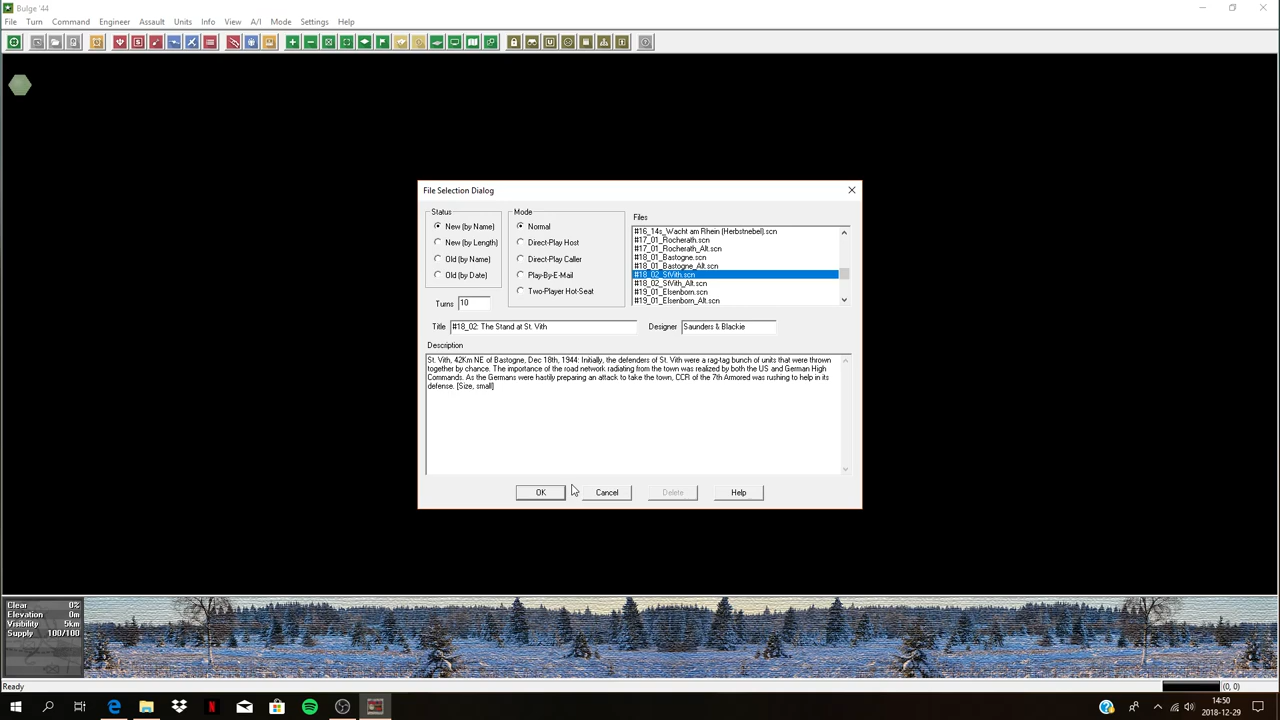 Bulge '44
File Turn Command Engineer Assault Units Info View A/I Mode Settings Help
File Selection Dialog
Status
New (by Name)
New (by Length)
Old (by Name)
Old (by Date)
Turns 10
Mode
Normal
Direct-Play Host
Direct-Play Caller
Play-By-E-Mail
Two-Player Hot-Seat
Files
#16_14s_Wacht am Rhein (Herbstnebel).scn
#17_01_Rocherath.scn
#17_01_Rocherath_Alt.scn
#18_01_Bastogne.scn
#18_01_Bastogne_Alt.scn
#18_02_StVith.scn
#18_02_StVith_Alt.scn
#19_01_Elsenborn.scn
#19_01_Elsenborn_Alt.scn
Title #18_02: The Stand at St. Vith Designer Saunders & Blackie
Description
St. Vith, 42Km NE of Bastogne, Dec 18th, 1944: Initially, the defenders of St. Vith were a rag-tag bunch of units that were thrown
together by chance. The importance of the road network radiating from the town was realized by both the US and German High
Commands. As the Germans were hastily preparing an attack to take the town, CCR of the 7th Armored was rushing to help in its
defense. [Size, small]
OK Cancel Delete Help
Clear 0%
Elevation 0m
Visibility 5km
Supply 100/100
Ready (0, 0)
14:50
2018-12-29